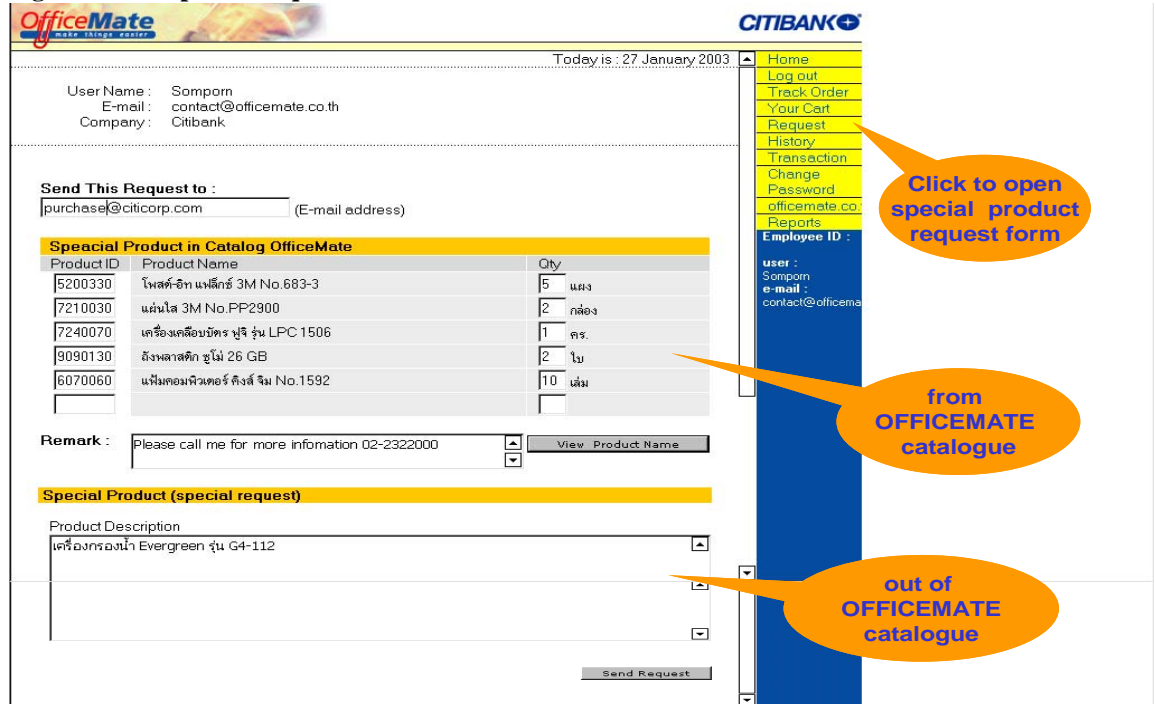 OfficeMate
make things easier
CITIBANK
Today is : 27 January 2003
User Name : Somporn
E-mail : contact@officemate.co.th
Company : Citibank
Send This Request to :
purchase@citicorp.com (E-mail address)
Speacial Product in Catalog OfficeMate
Product ID Product Name Qty
5200330 โพสต์-อิท แฟล็กซ์ 3M No.683-3 5 แผง
7210030 แผ่นใส 3M No.PP2900 2 กล่อง
7240070 เครื่องเคลือบบัตร ฟูจิ รุ่น LPC 1506 1 คร.
9090130 ถังพลาสติก ซูโม่ 26 GB 2 ใบ
6070060 แฟ้มคอมพิวเตอร์ คิงส์ จิม No.1592 10 เล่ม
Remark : Please call me for more infomation 02-2322000 View Product Name
Special Product (special request)
Product Description
เครื่องกรองน้ำ Evergreen รุ่น G4-112
Send Request
Home
Log out
Track Order
Your Cart
Request
History
Transaction
Change
Password
officemate.co.
Reports
Employee ID :
user :
Somporn
e-mail :
contact@officema
Click to open
special product
request form
from
OFFICEMATE
catalogue
out of
OFFICEMATE
catalogue